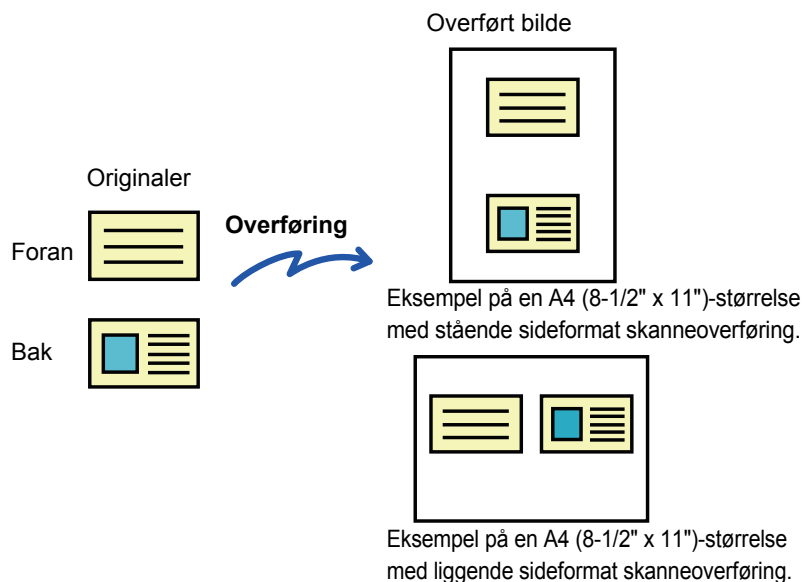 Overført bilde
Originaler
Overføring
Foran
Bak
Eksempel på en A4 (8-1/2" x 11")-størrelse
med stående sideformat skanneoverføring.
Eksempel på en A4 (8-1/2" x 11")-størrelse
med liggende sideformat skanneoverføring.